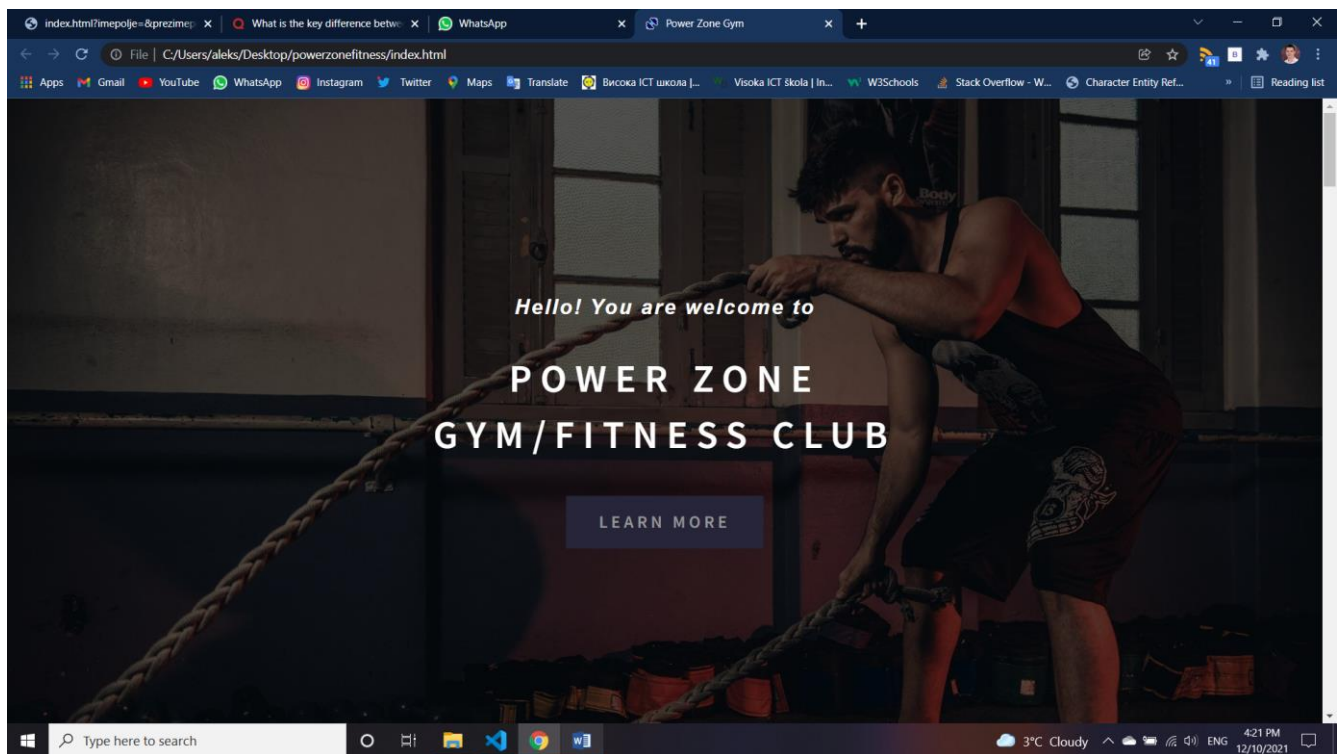 index.html?imepolje=&prezimep
What is the key difference betwe
WhatsApp
Power Zone Gym
File | C:/Users/aleks/Desktop/powerzonefitness/index.html
41
B
Apps
Gmail
YouTube
WhatsApp
Instagram
Twitter
Maps
Translate
Висока ICT школа |...
Visoka ICT škola | In...
W3Schools
Stack Overflow - W...
Character Entity Ref...
»
Reading list
Body
Hello! You are welcome to
POWER ZONE
GYM/FITNESS CLUB
LEARN MORE
Type here to search
3°C Cloudy
ENG
4:21 PM
12/10/2021